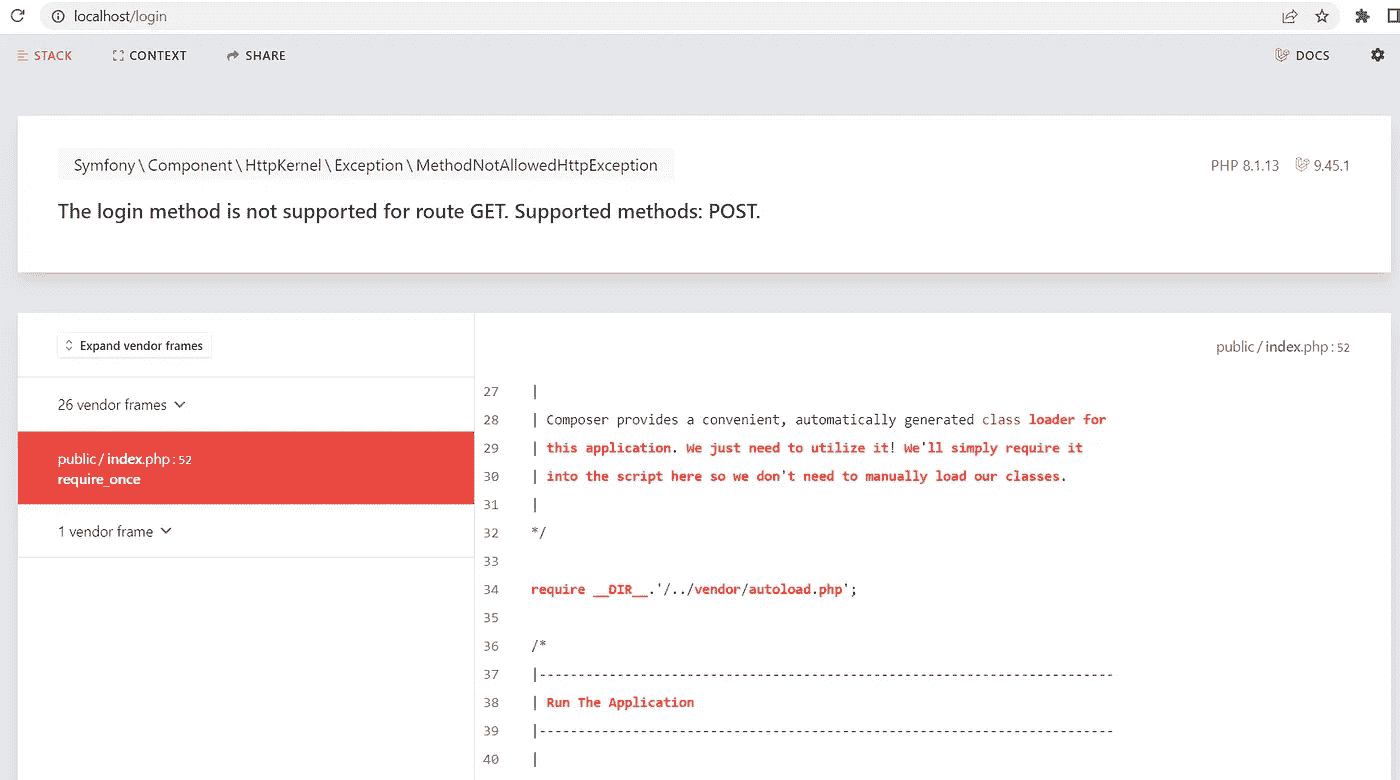 localhost/login
STACK CONTEXT SHARE DOCS
Symfony\Component\HttpKernel\Exception\MethodNotAllowedHttpException PHP 8.1.13 9.45.1
The login method is not supported for route GET. Supported methods: POST.
Expand vendor frames public/index.php:52
26 vendor frames
public/index.php:52
require_once
1 vendor frame
27 |
28 | Composer provides a convenient, automatically generated class loader for
29 | this application. We just need to utilize it! We'll simply require it
30 | into the script here so we don't need to manually load our classes.
31 |
32 */
33
34 require __DIR__.'/../vendor/autoload.php';
35
36 /*
37 |--------------------------------------------------------------------------
38 | Run The Application
39 |--------------------------------------------------------------------------
40 |